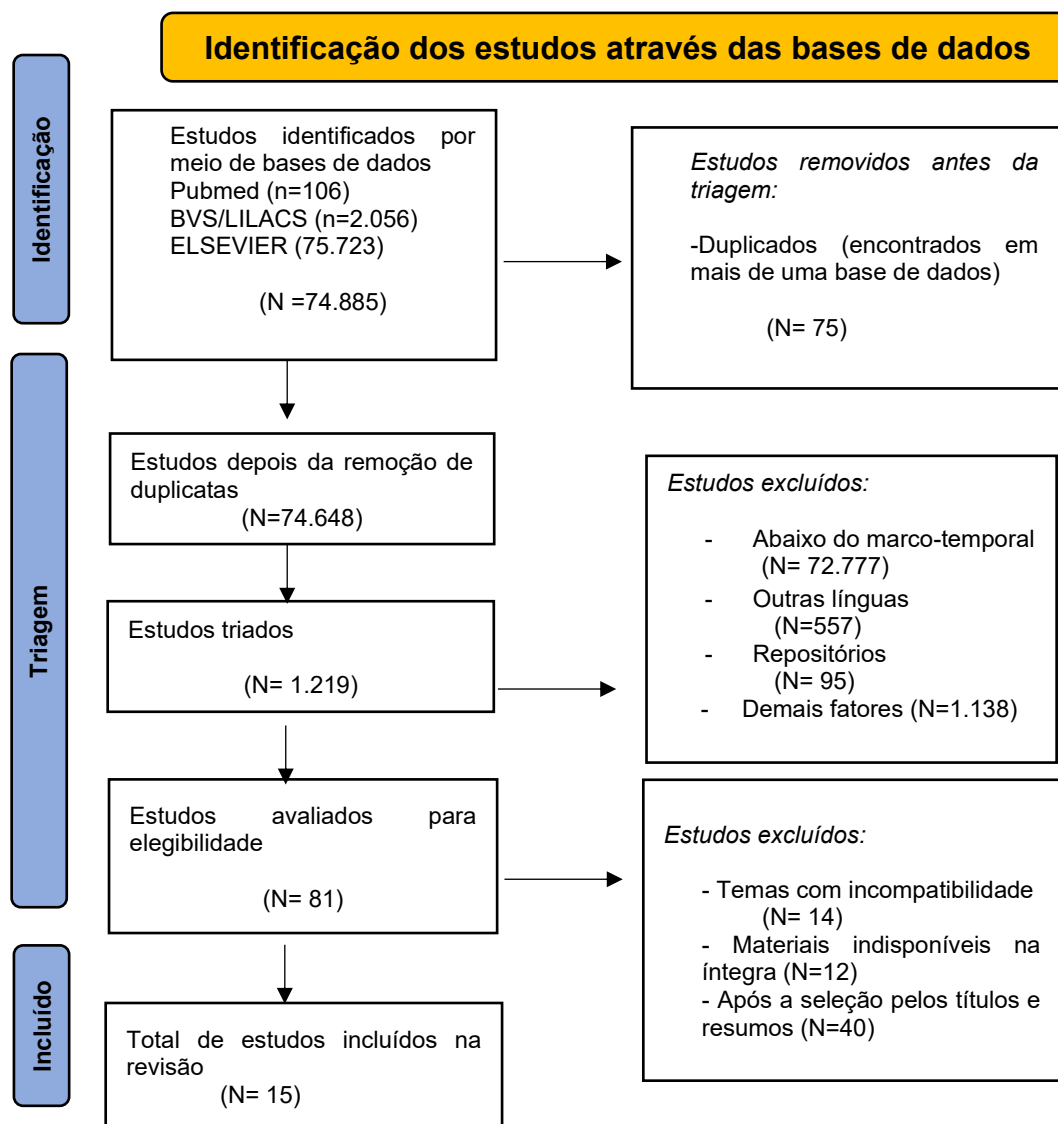 Identificação dos estudos através das bases de dados
Identificação
Estudos identificados por
meio de bases de dados
Pubmed (n=106)
BVS/LILACS (n=2.056)
ELSEVIER (75.723)
(N =74.885)
Estudos removidos antes da
triagem:
-Duplicados (encontrados em
mais de uma base de dados)
(N= 75)
Triagem
Estudos depois da remoção de
duplicatas
(N=74.648)
Estudos triados
(N= 1.219)
Estudos excluídos:
- Abaixo do marco-temporal
(N= 72.777)
- Outras línguas
(N=557)
- Repositórios
(N= 95)
- Demais fatores (N=1.138)
Estudos avaliados para
elegibilidade
(N= 81)
Estudos excluídos:
- Temas com incompatibilidade
(N= 14)
- Materiais indisponíveis na
íntegra (N=12)
- Após a seleção pelos títulos e
resumos (N=40)
Incluído
Total de estudos incluídos na
revisão
(N= 15)